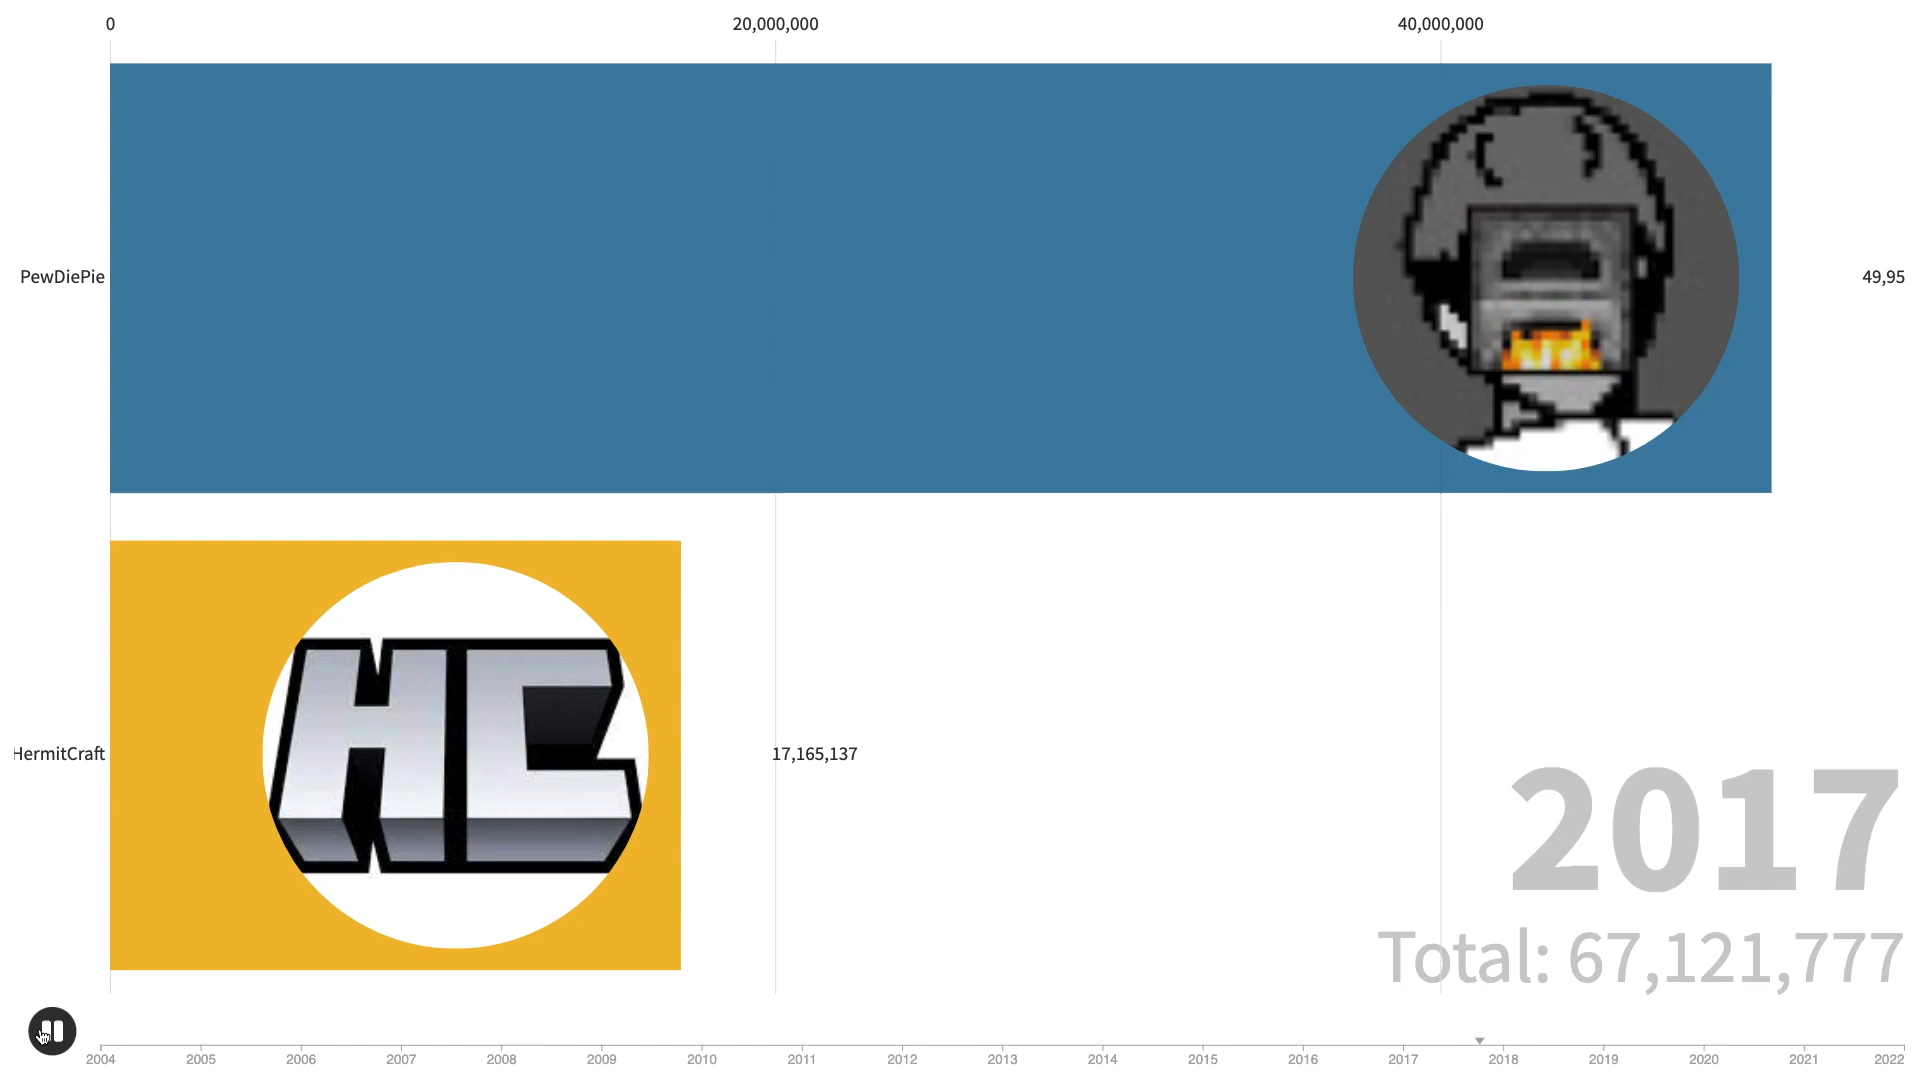 0 20,000,000 40,000,000
PewDiePie 49,95
HC
HermitCraft 17,165,137
2017
Total: 67,121,777
2004 2005 2006 2007 2008 2009 2010 2011 2012 2013 2014 2015 2016 2017 2018 2019 2020 2021 2022